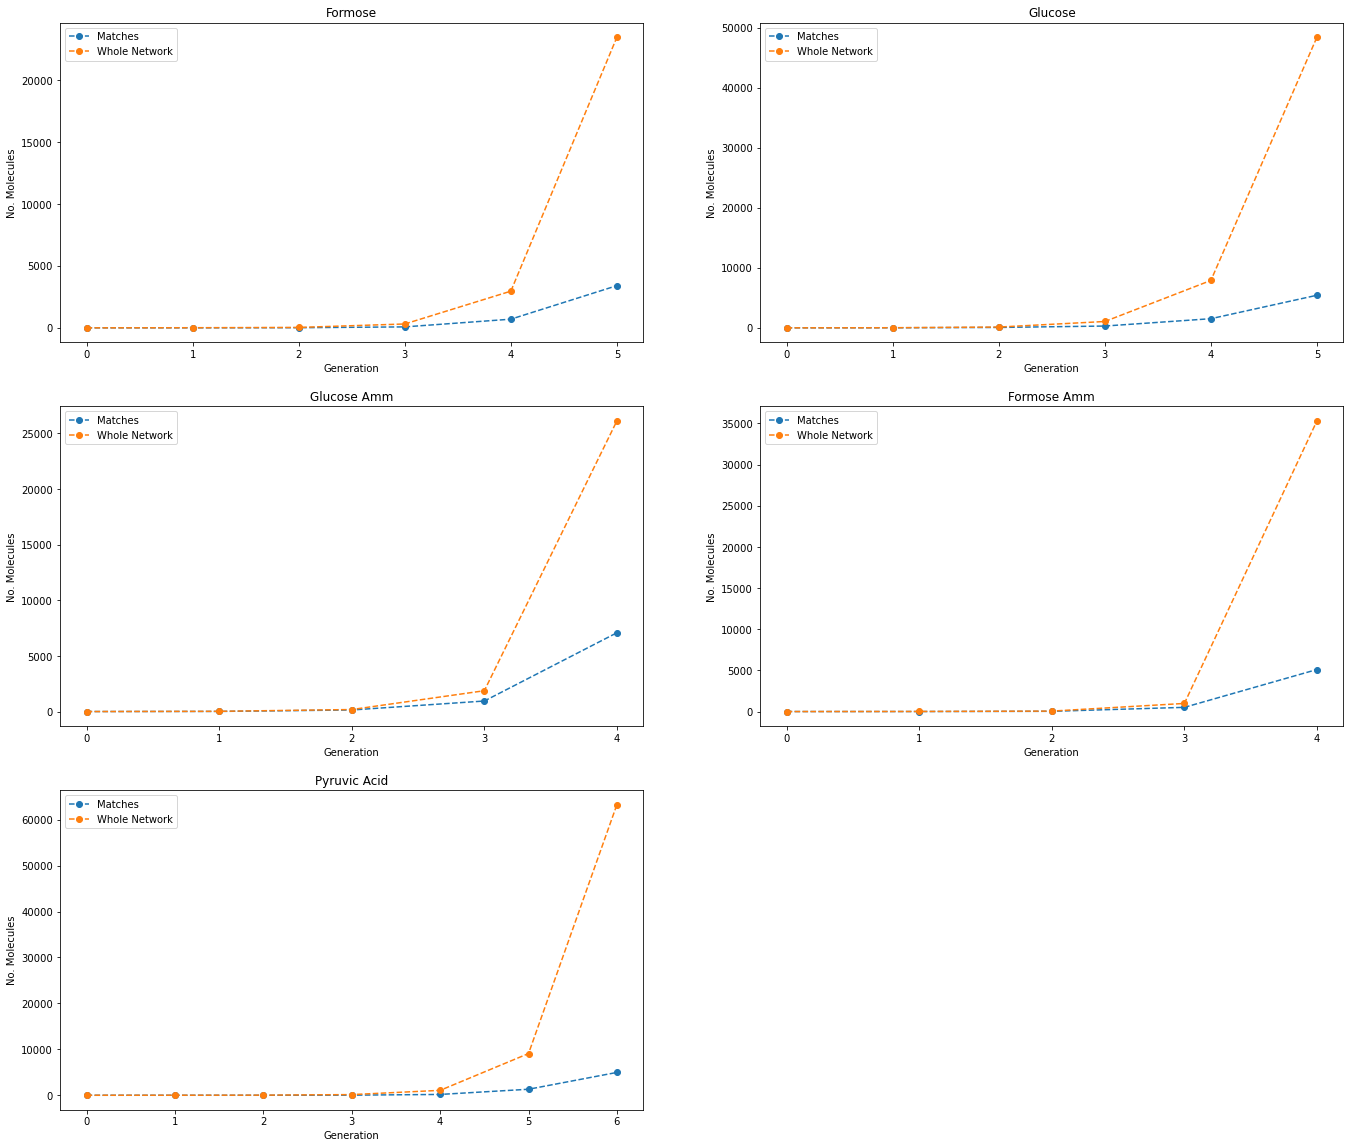 Formose
Matches
Whole Network
No. Molecules
20000
15000
10000
5000
0
0 1 2 3 4 5
Generation
Glucose
Matches
Whole Network
No. Molecules
50000
40000
30000
20000
10000
0
0 1 2 3 4 5
Generation
Glucose Amm
Matches
Whole Network
No. Molecules
25000
20000
15000
10000
5000
0
0 1 2 3 4
Generation
Formose Amm
Matches
Whole Network
No. Molecules
35000
30000
25000
20000
15000
10000
5000
0
0 1 2 3 4
Generation
Pyruvic Acid
Matches
Whole Network
No. Molecules
60000
50000
40000
30000
20000
10000
0
0 1 2 3 4 5 6
Generation